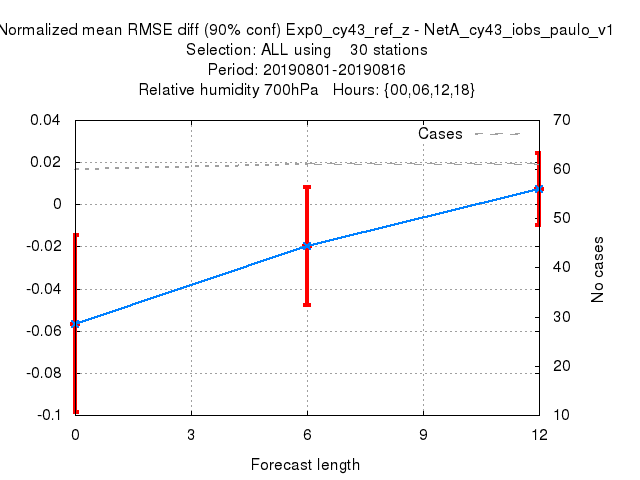 Normalized mean RMSE diff (90% conf) Exp0_cy43_ref_z - NetA_cy43_iobs_paulo_v1
Selection: ALL using 30 stations
Period: 20190801-20190816
Relative humidity 700hPa Hours: {00,06,12,18}
0.04
0.02
0
-0.02
-0.04
-0.06
-0.08
-0.1
Cases
70
60
50
40
30
20
10
No cases
0 3 6 9 12
Forecast length